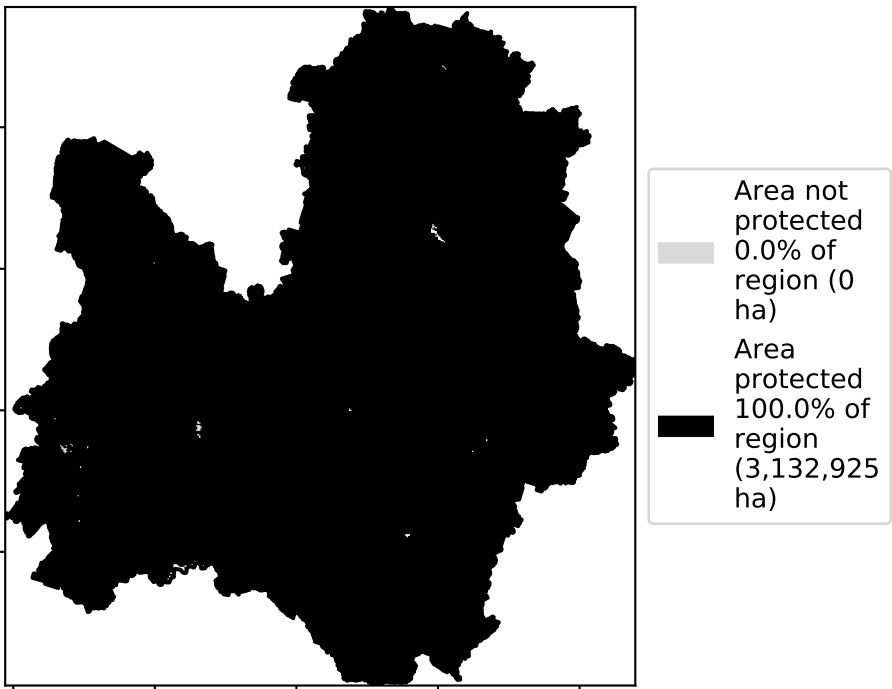 Area not
protected
0.0% of
region (0
ha)
Area
protected
100.0% of
region
(3,132,925
ha)